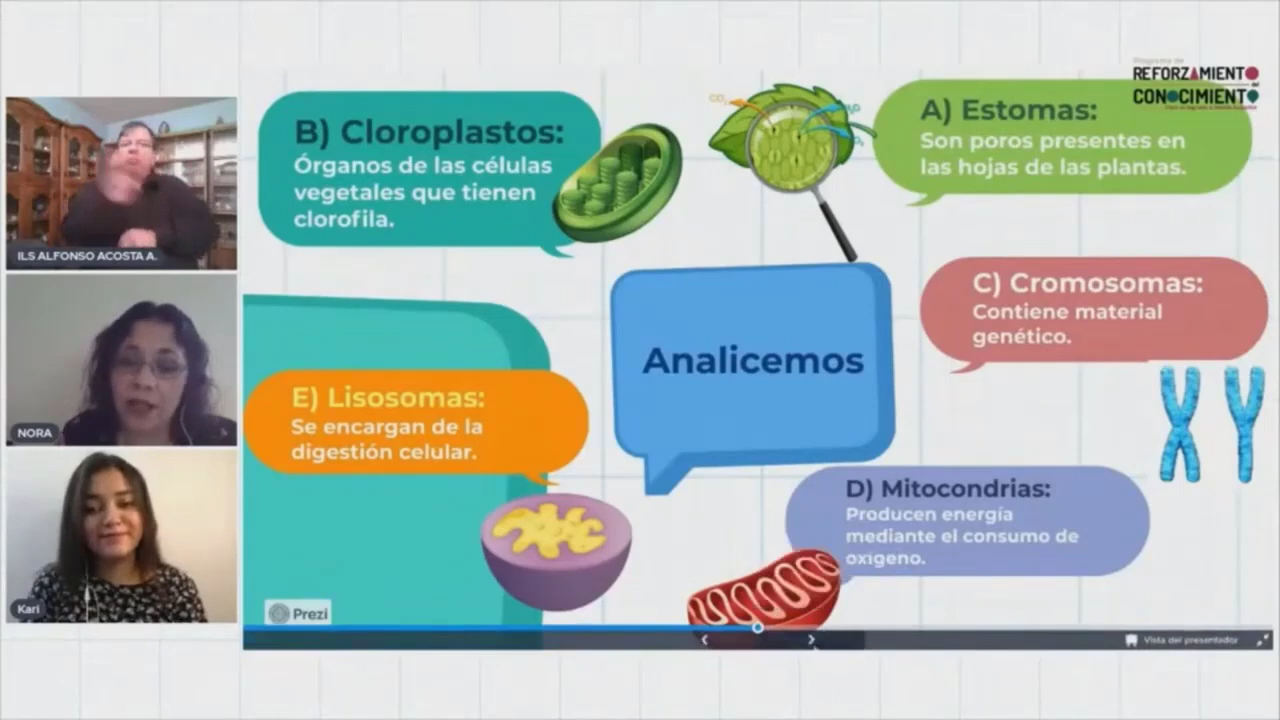 REFORZAMIENTO
del
CONOCIMIENTO
B) Cloroplastos:
Órganos de las células
vegetales que tienen
clorofila.
A) Estomas:
Son poros presentes en
las hojas de las plantas.
C) Cromosomas:
Contiene material
genético.
Analicemos
E) Lisosomas:
Se encargan de la
digestión celular.
D) Mitocondrias:
Producen energía
mediante el consumo de
oxígeno.
ILS ALFONSO ACOSTA A.
NORA
Kari
Prezi
Vista del presentador